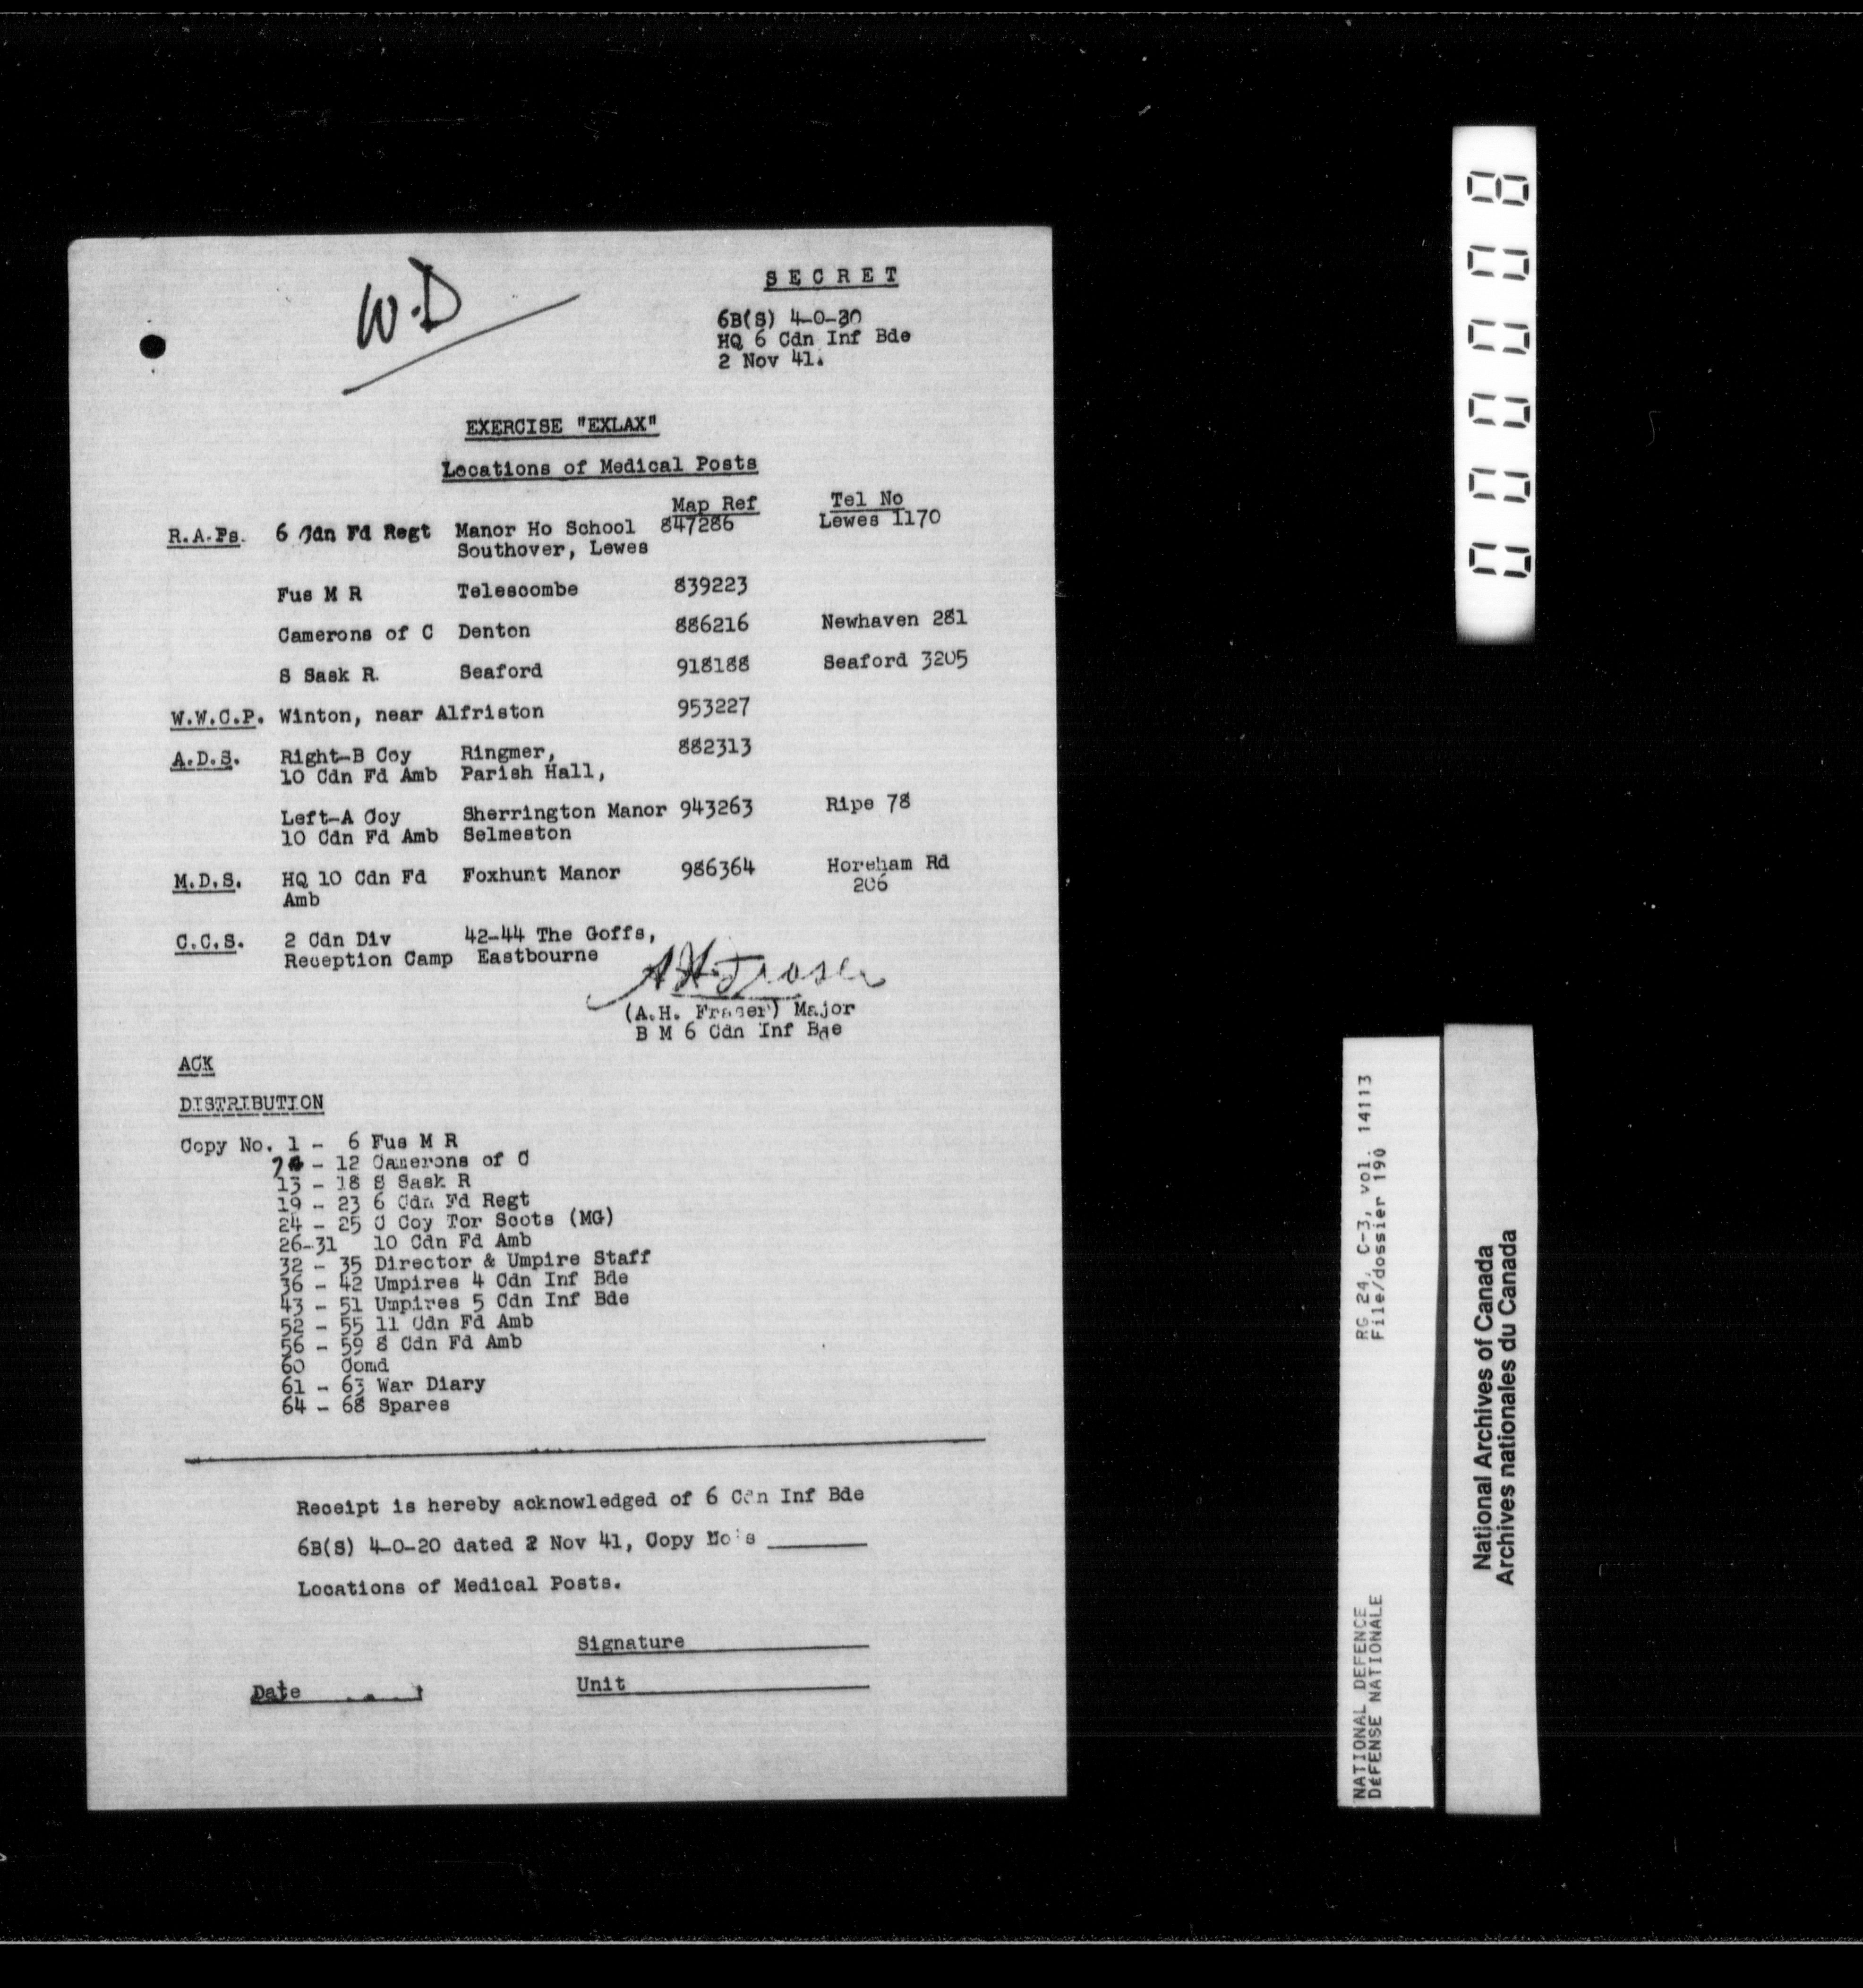 W.D
SECRET
6B(S) 4-0-20
HQ 6 Cdn Inf Bde
2 Nov 41.
EXERCISE "EXLAX"
Locations of Medical Posts
Map Ref Tel No
R.A.Ps. 6 Cdn Fd Regt Manor Ho School 847286 Lewes 1170
Southover, Lewes
Fus M R Telescombe 839223
Camerons of C Denton 886216 Newhaven 281
S Sask R. Seaford 918188 Seaford 3205
W.W.C.P. Winton, near Alfriston 953227
A.D.S. Right-B Coy Ringmer, 882313
10 Cdn Fd Amb Parish Hall,
Left-A Coy Sherrington Manor 943263 Ripe 78
10 Cdn Fd Amb Selmeston
M.D.S. HQ 10 Cdn Fd Foxhunt Manor 986364 Horeham Rd
Amb 206
C.C.S. 2 Cdn Div 42-44 The Goffs,
Reception Camp Eastbourne
A H Fraser
(A.H. Fraser) Major
B M 6 Cdn Inf Bde
ACK
DISTRIBUTION
Copy No. 1 - 6 Fus M R
7 - 12 Camerons of C
13 - 18 S Sask R
19 - 23 6 Cdn Fd Regt
24 - 25 C Coy Tor Scots (MG)
26-31 10 Cdn Fd Amb
32 - 35 Director & Umpire Staff
36 - 42 Umpires 4 Cdn Inf Bde
43 - 51 Umpires 5 Cdn Inf Bde
52 - 55 11 Cdn Fd Amb
56 - 59 8 Cdn Fd Amb
60 Comd
61 - 63 War Diary
64 - 68 Spares
Receipt is hereby acknowledged of 6 Cdn Inf Bde
6B(S) 4-0-20 dated 2 Nov 41, Copy No's
Locations of Medical Posts.
Signature
Date Unit
RG 24, C-3, vol. 14113
File/dossier 190
NATIONAL DEFENCE
DéFENSE NATIONALE
National Archives of Canada
Archives nationales du Canada